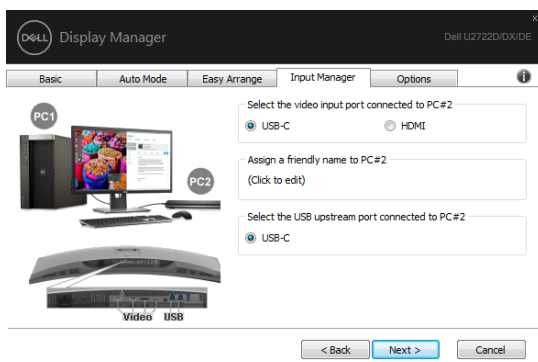 DELL Display Manager
x
Dell U2722D/DX/DE
Basic Auto Mode Easy Arrange Input Manager Options
PC1
PC2
Video USB
Select the video input port connected to PC#2
USB-C HDMI
Assign a friendly name to PC#2
(Click to edit)
Select the USB upstream port connected to PC#2
USB-C
< Back Next > Cancel